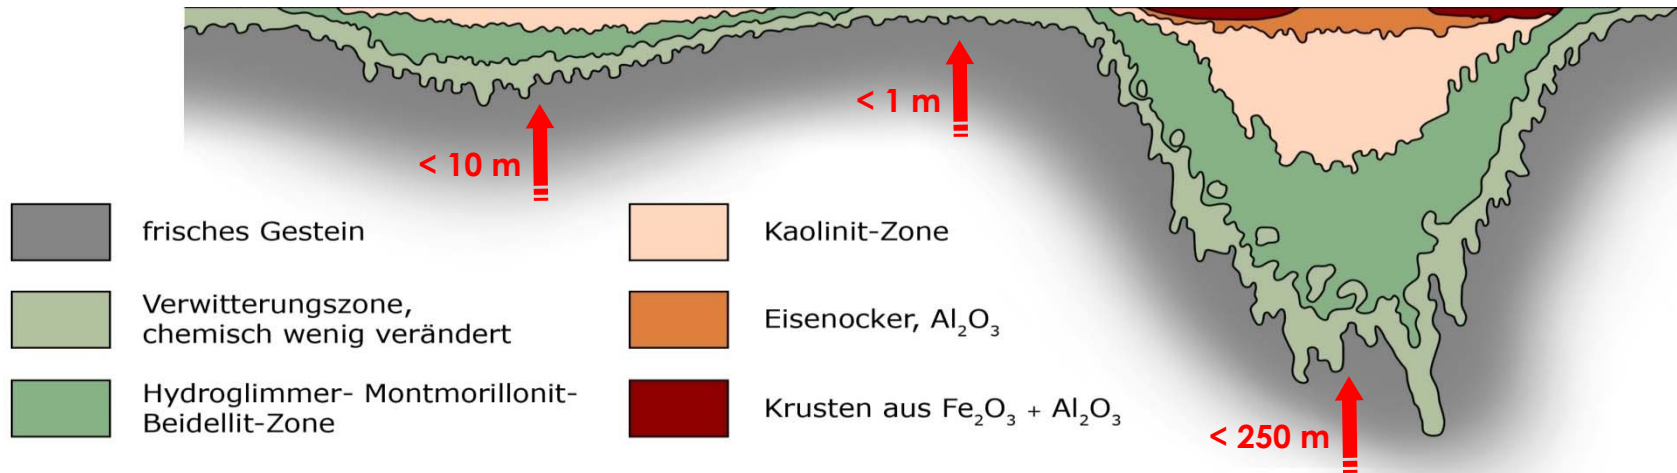 < 1 m
< 10 m
frisches Gestein
Verwitterungszone,
chemisch wenig verändert
Hydroglimmer- Montmorillonit-
Beidellit-Zone
Kaolinit-Zone
Eisenocker, Al₂O₃
Krusten aus Fe₂O₃ + Al₂O₃
< 250 m